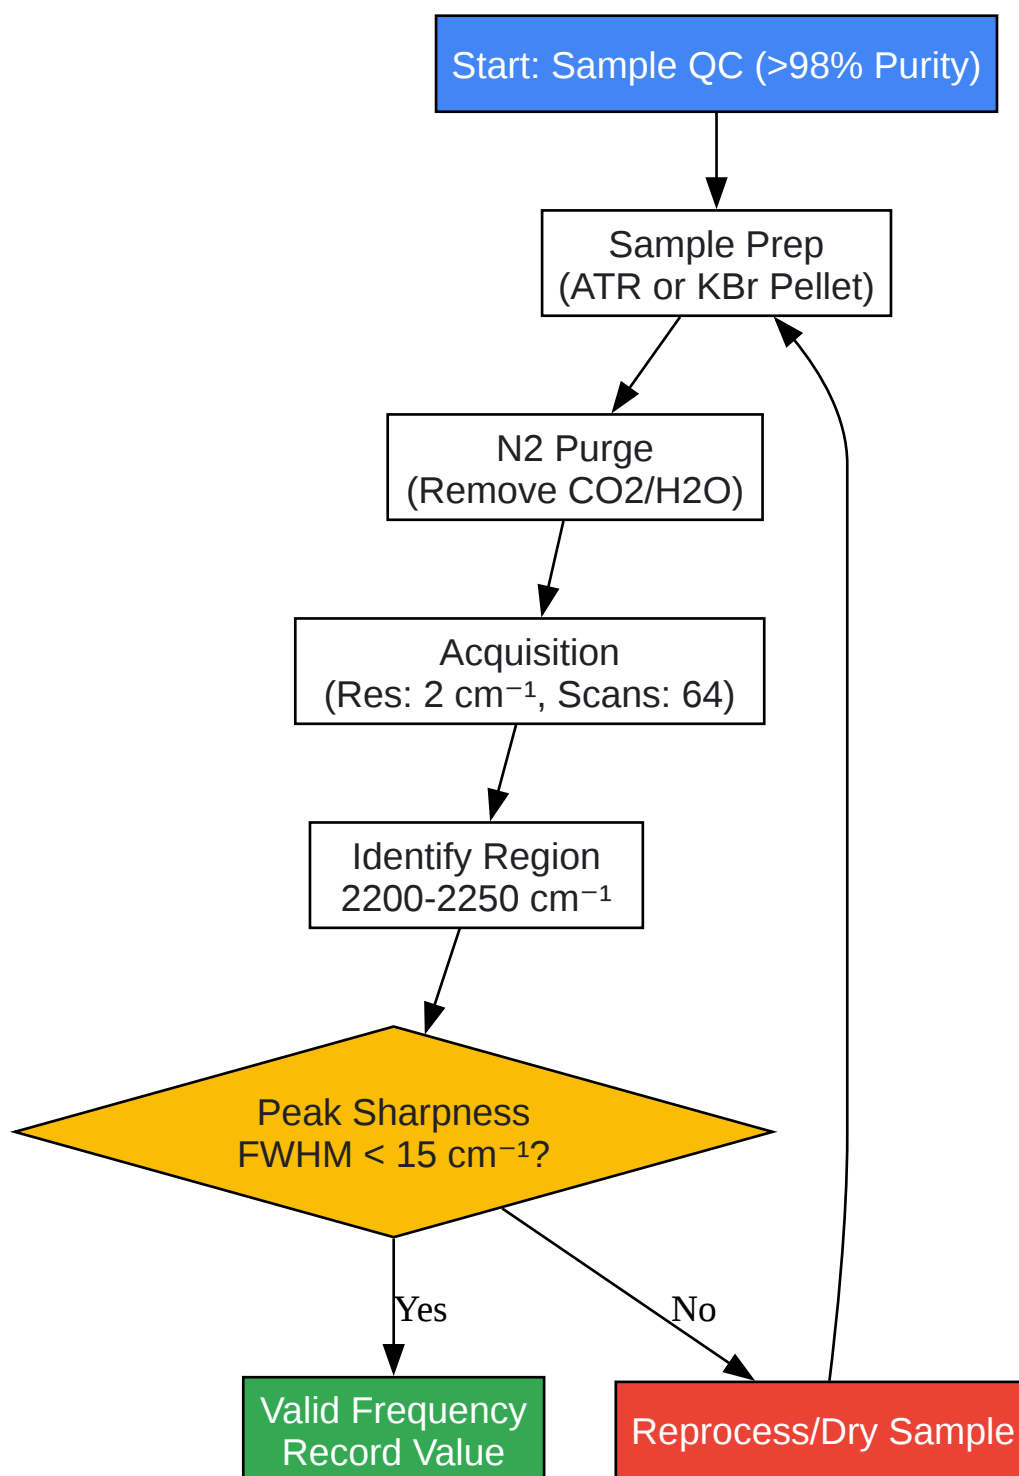 Start: Sample QC (>98% Purity)
Sample Prep
(ATR or KBr Pellet)
N2 Purge
(Remove CO2/H2O)
Acquisition
(Res: 2 cm⁻¹, Scans: 64)
Identify Region
2200-2250 cm⁻¹
Peak Sharpness
FWHM < 15 cm⁻¹?
Yes
No
Valid Frequency
Record Value
Reprocess/Dry Sample